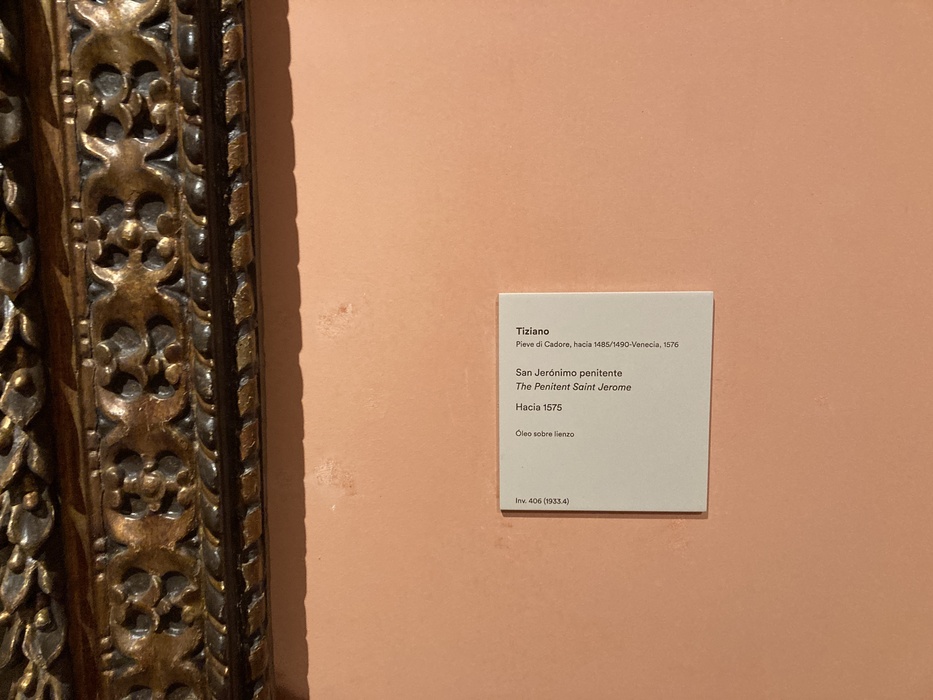 Tiziano
Pieve di Cadore, hacia 1485/1490-Venecia, 1576
San Jerónimo penitente
The Penitent Saint Jerome
Hacia 1575
Óleo sobre lienzo
Inv. 406 (1933.4)